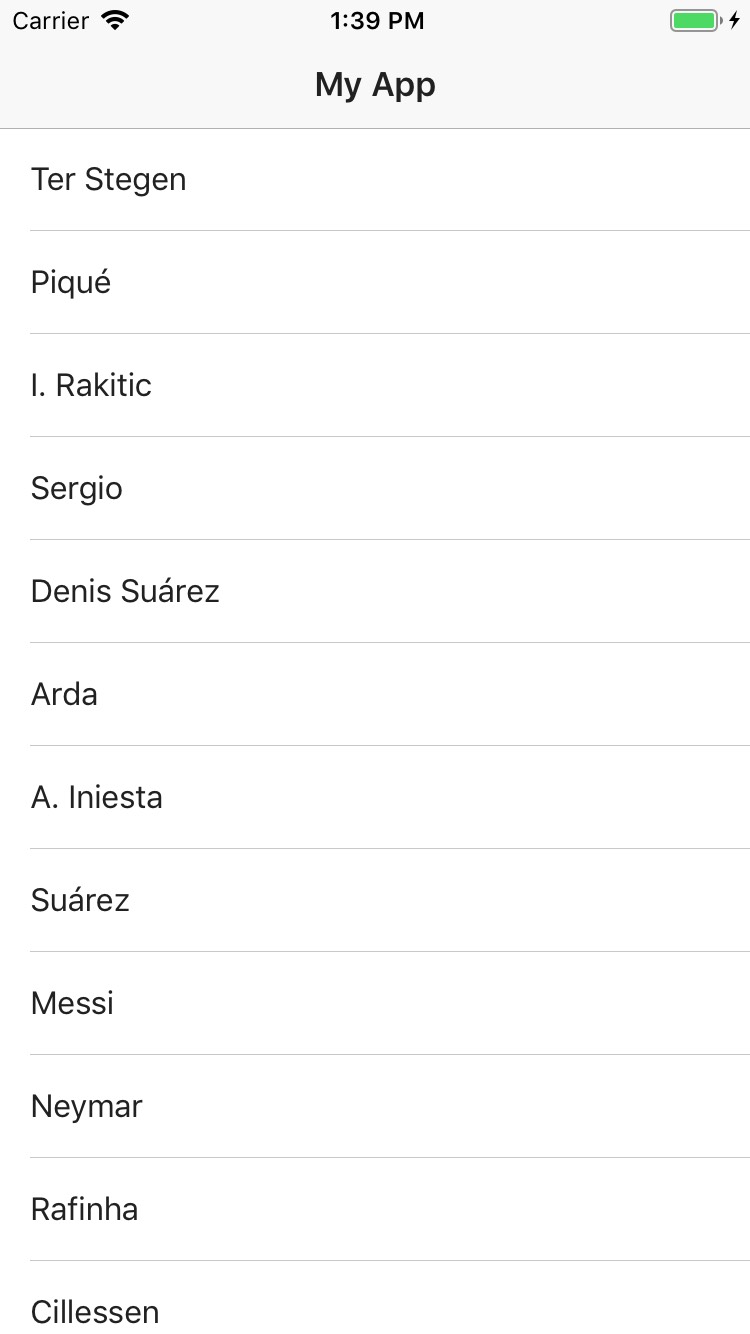 Carrier 1:39 PM
My App
Ter Stegen
Piqué
I. Rakitic
Sergio
Denis Suárez
Arda
A. Iniesta
Suárez
Messi
Neymar
Rafinha
Cillessen